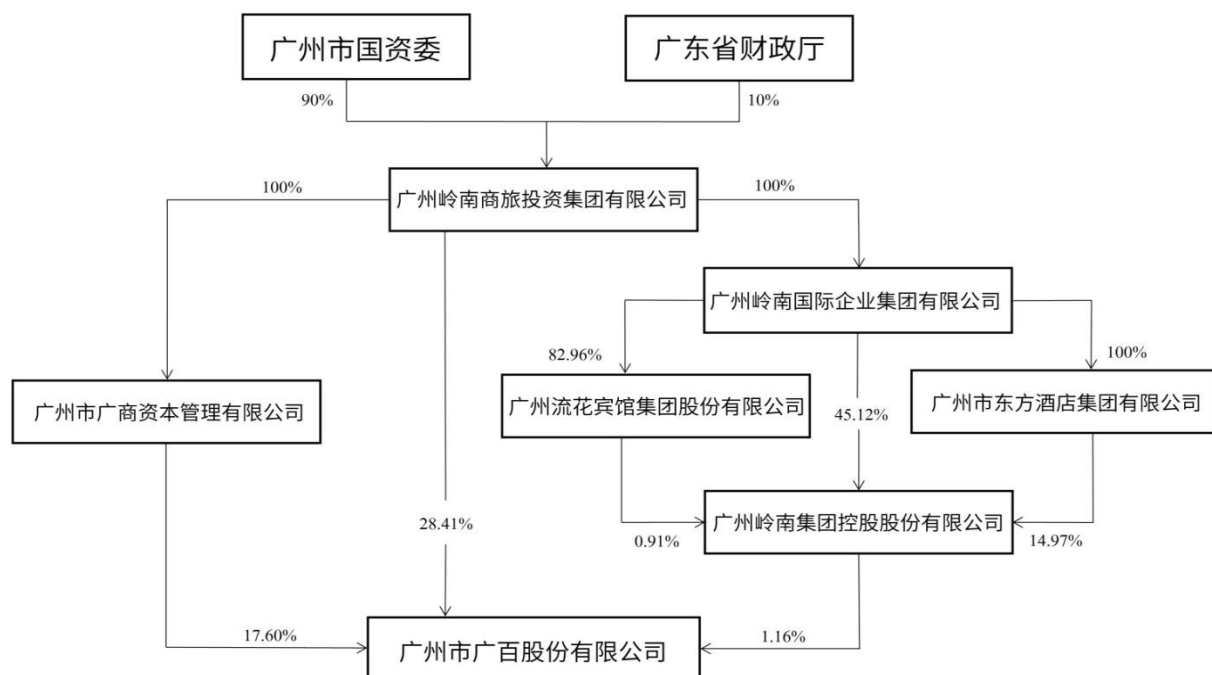 广州市国资委
广东省财政厅
90%
10%
广州岭南商旅投资集团有限公司
100%
100%
广州岭南国际企业集团有限公司
82.96%
100%
广州市广商资本管理有限公司
广州流花宾馆集团股份有限公司
45.12%
广州市东方酒店集团有限公司
28.41%
广州岭南集团控股股份有限公司
0.91%
14.97%
17.60%
广州市广百股份有限公司
1.16%